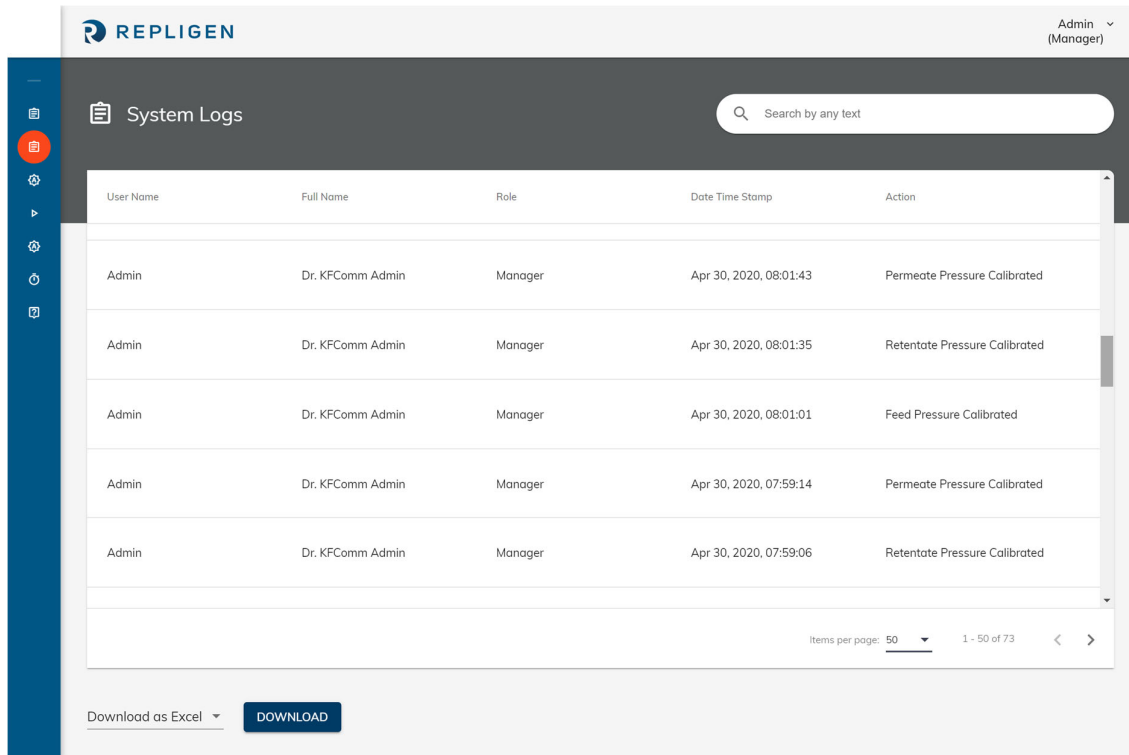 REPLIGEN
Admin
(Manager)
System Logs
Search by any text
User Name Full Name Role Date Time Stamp Action
Admin Dr. KFComm Admin Manager Apr 30, 2020, 08:01:43 Permeate Pressure Calibrated
Admin Dr. KFComm Admin Manager Apr 30, 2020, 08:01:35 Retentate Pressure Calibrated
Admin Dr. KFComm Admin Manager Apr 30, 2020, 08:01:01 Feed Pressure Calibrated
Admin Dr. KFComm Admin Manager Apr 30, 2020, 07:59:14 Permeate Pressure Calibrated
Admin Dr. KFComm Admin Manager Apr 30, 2020, 07:59:06 Retentate Pressure Calibrated
Items per page: 50 1 - 50 of 73
Download as Excel DOWNLOAD